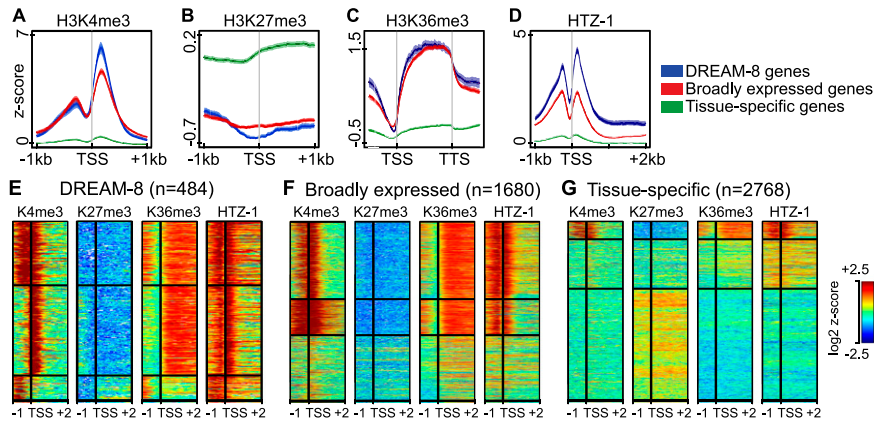 A B C D
H3K4me3 H3K27me3 H3K36me3 HTZ-1
7 0.2 1.5 5
z-score
0 -0.7 -0.5 0
-1kb TSS +1kb -1kb TSS +1kb TSS TTS -1kb TSS +2kb
DREAM-8 genes
Broadly expressed genes
Tissue-specific genes
E DREAM-8 (n=484) F Broadly expressed (n=1680) G Tissue-specific (n=2768)
K4me3 K27me3 K36me3 HTZ-1 K4me3 K27me3 K36me3 HTZ-1 K4me3 K27me3 K36me3 HTZ-1
+2.5
log2 z-score
-2.5
-1 TSS +2 -1 TSS +2 -1 TSS +2 -1 TSS +2 -1 TSS +2 -1 TSS +2 -1 TSS +2 -1 TSS +2 -1 TSS +2 -1 TSS +2 -1 TSS +2 -1 TSS +2